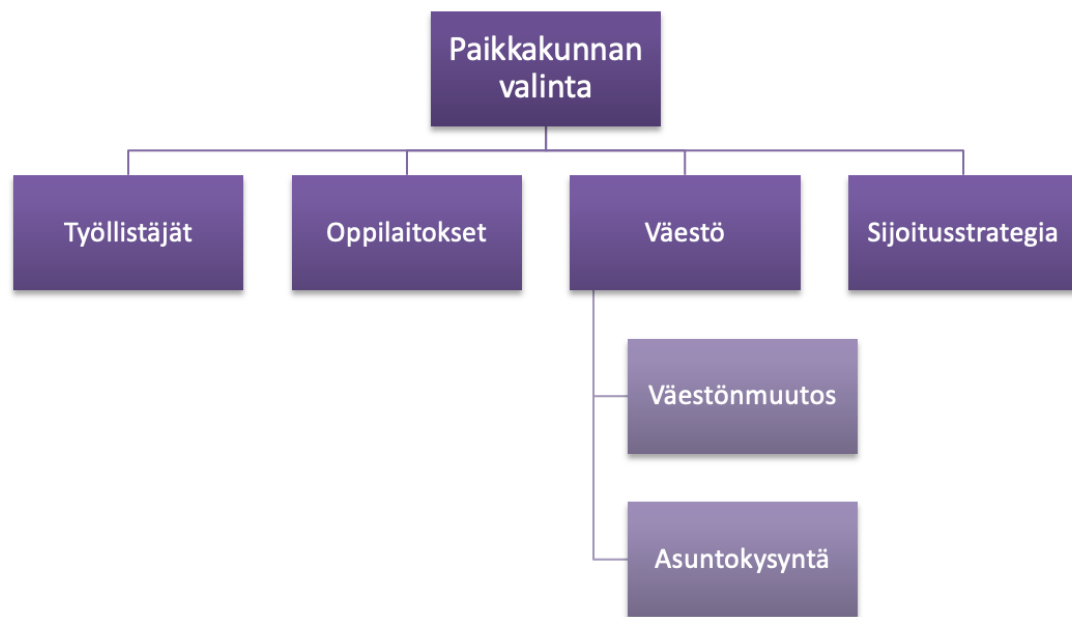 Paikkakunnan
valinta
Työllistäjät
Oppilaitokset
Väestö
Sijoitusstrategia
Väestönmuutos
Asuntokysyntä